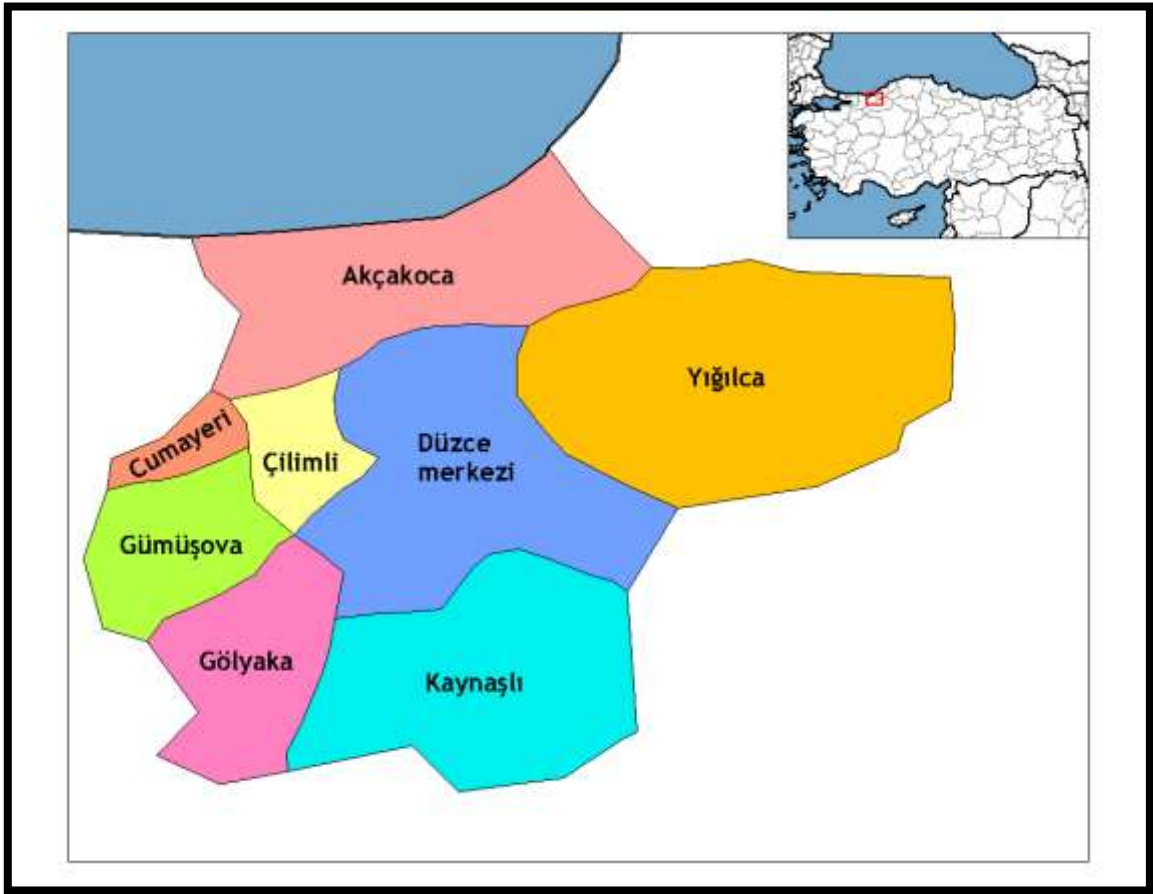 Akçakoca
Yığılca
Cumayeri
Çilimli
Düzce
merkezi
Gümüşova
Gölyaka
Kaynaşlı